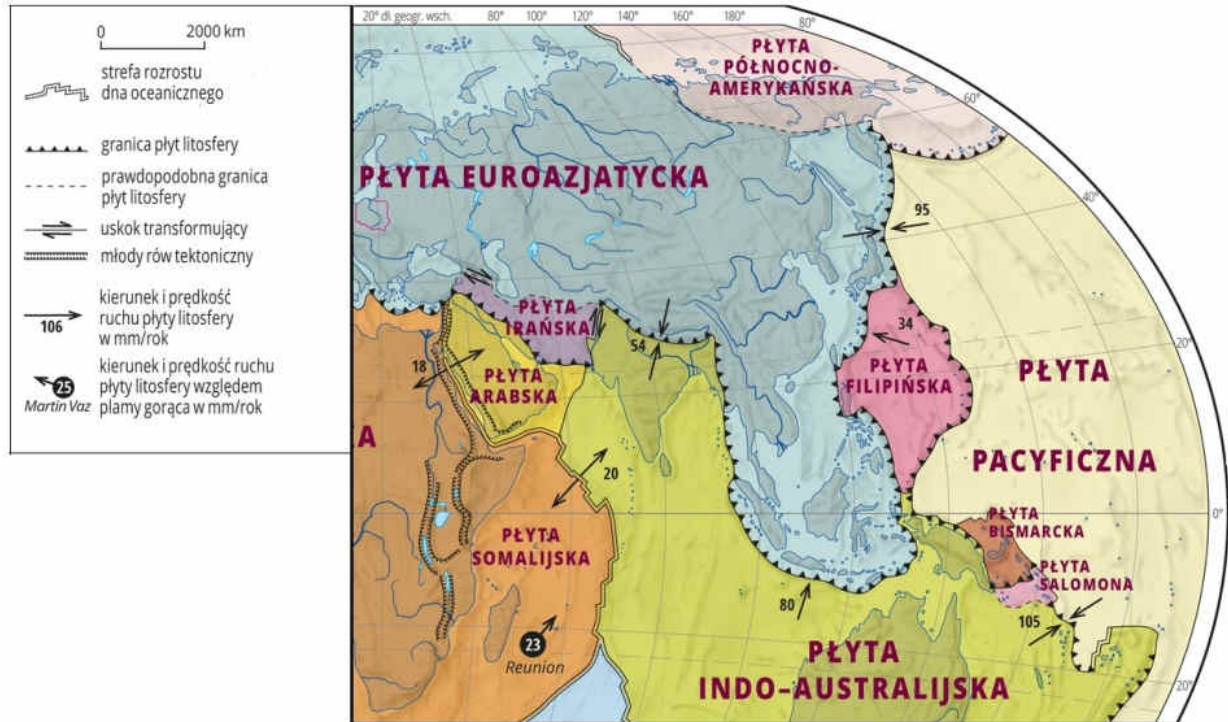 0 2000 km
strefa rozrostu
dna oceanicznego
granica płyt litosfery
prawdopodobna granica
płyt litosfery
uskok transformujący
młody rów tektoniczny
kierunek i prędkość
ruchu płyty litosfery
w mm/rok
106
kierunek i prędkość ruchu
płyty litosfery względem
plamy gorąca w mm/rok
25
Martin Vaz
20° dł. geogr. wsch. 80° 100° 120° 140° 160° 180° 80°
PŁYTA
PÓŁNOCNO-
AMERYKAŃSKA
60°
PŁYTA EUROAZJATYCKA
40°
95
PŁYTA
IRAŃSKA
54
34
20°
18
PŁYTA
ARABSKA
PŁYTA
FILIPIŃSKA
PŁYTA
PACYFICZNA
A
20
0°
PŁYTA
BISMARCKA
PŁYTA
SOMALIJSKA
PŁYTA
SALOMONA
80
105
23
Reunion
PŁYTA
INDO–AUSTRALIJSKA
20°